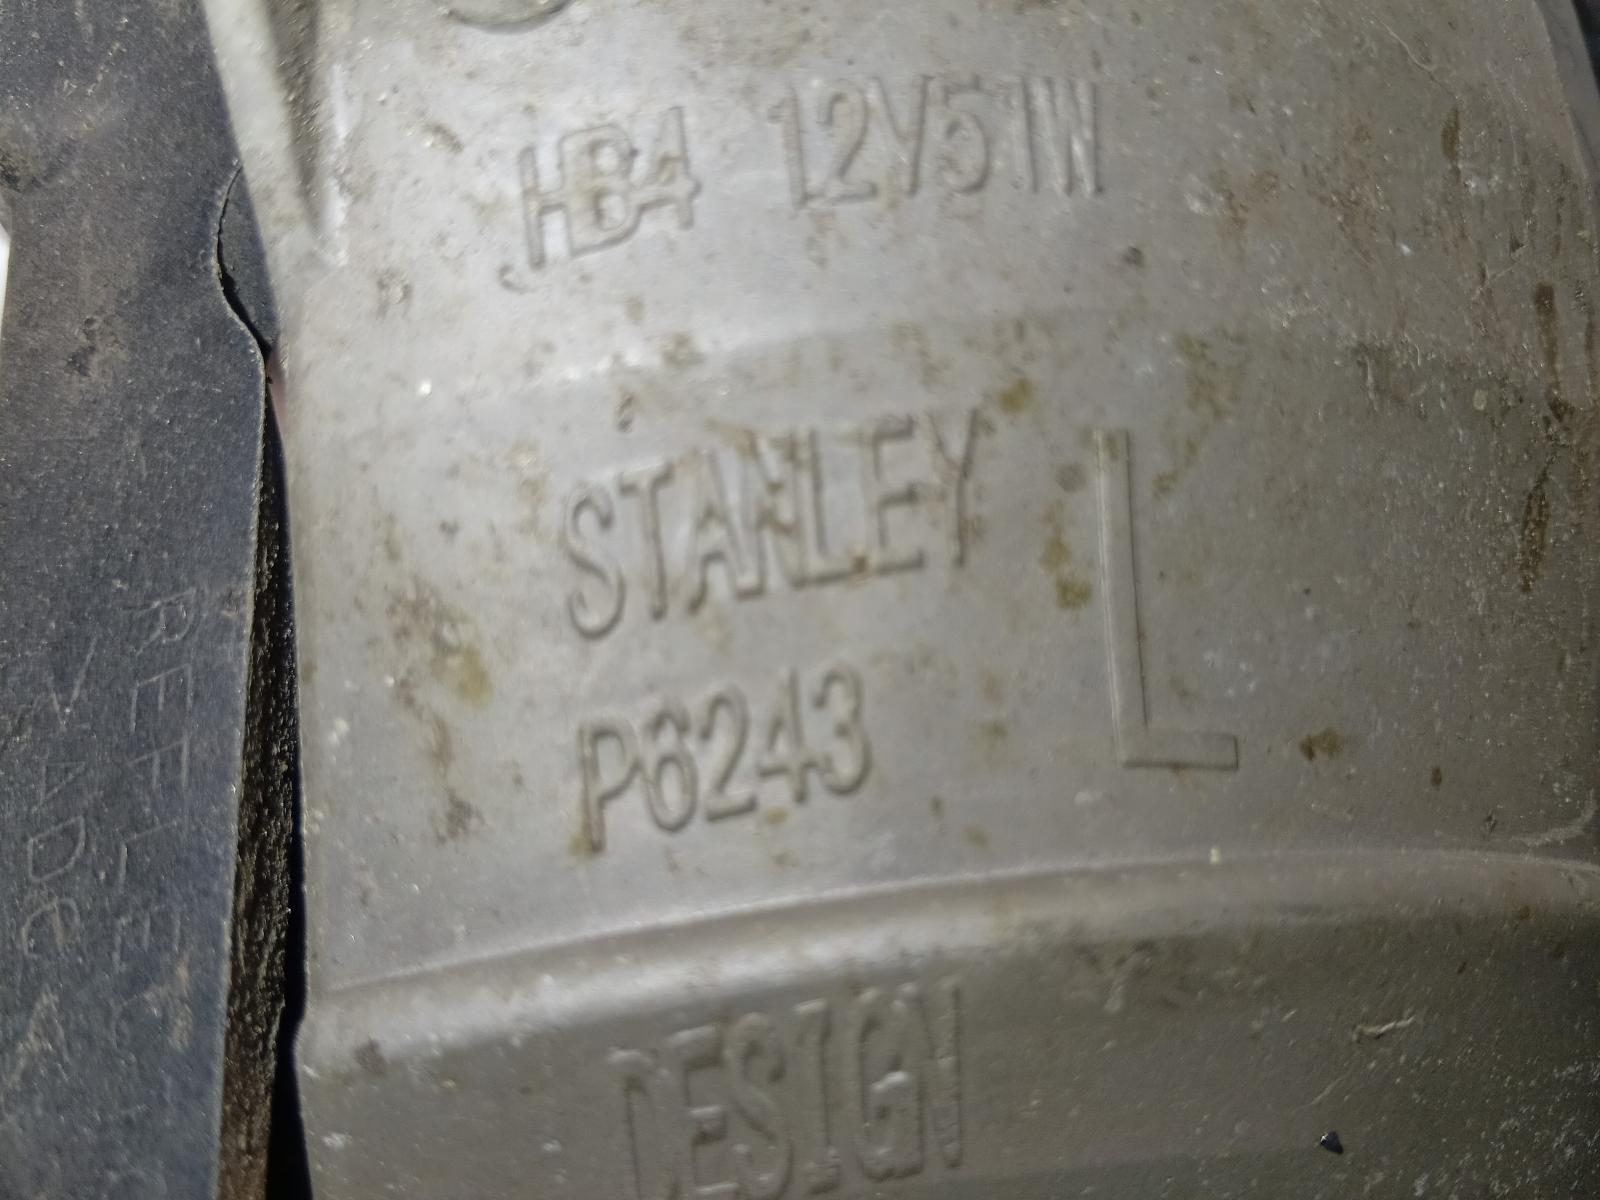 HB4 12V51W
STANLEY L
P6243
DESIGN